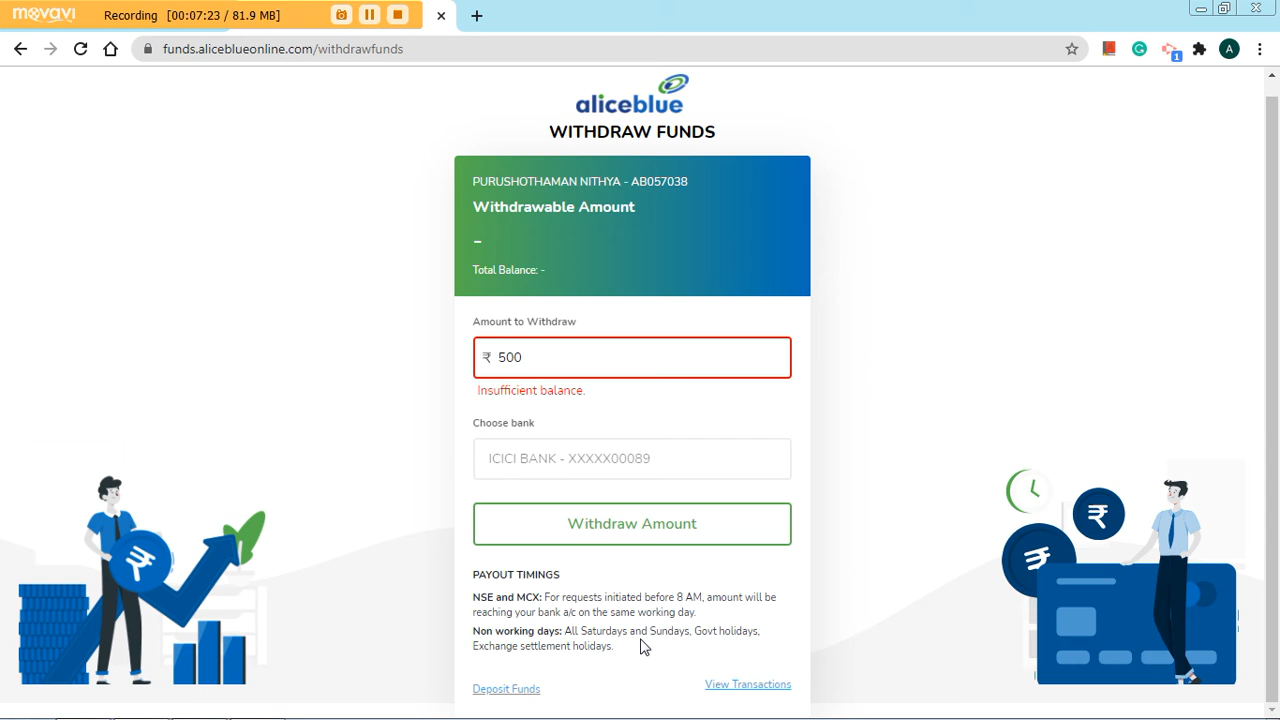 movavi
Recording [00:07:23 / 81.9 MB]
funds.aliceblueonline.com/withdrawfunds
1
A
aliceblue
WITHDRAW FUNDS
PURUSHOTHAMAN NITHYA - AB057038
Withdrawable Amount
-
Total Balance: -
Amount to Withdraw
₹ 500
Insufficient balance.
Choose bank
ICICI BANK - XXXXX00089
Withdraw Amount
PAYOUT TIMINGS
NSE and MCX: For requests initiated before 8 AM, amount will be
reaching your bank a/c on the same working day.
Non working days: All Saturdays and Sundays, Govt holidays,
Exchange settlement holidays.
Deposit Funds
View Transactions
₹
₹
₹